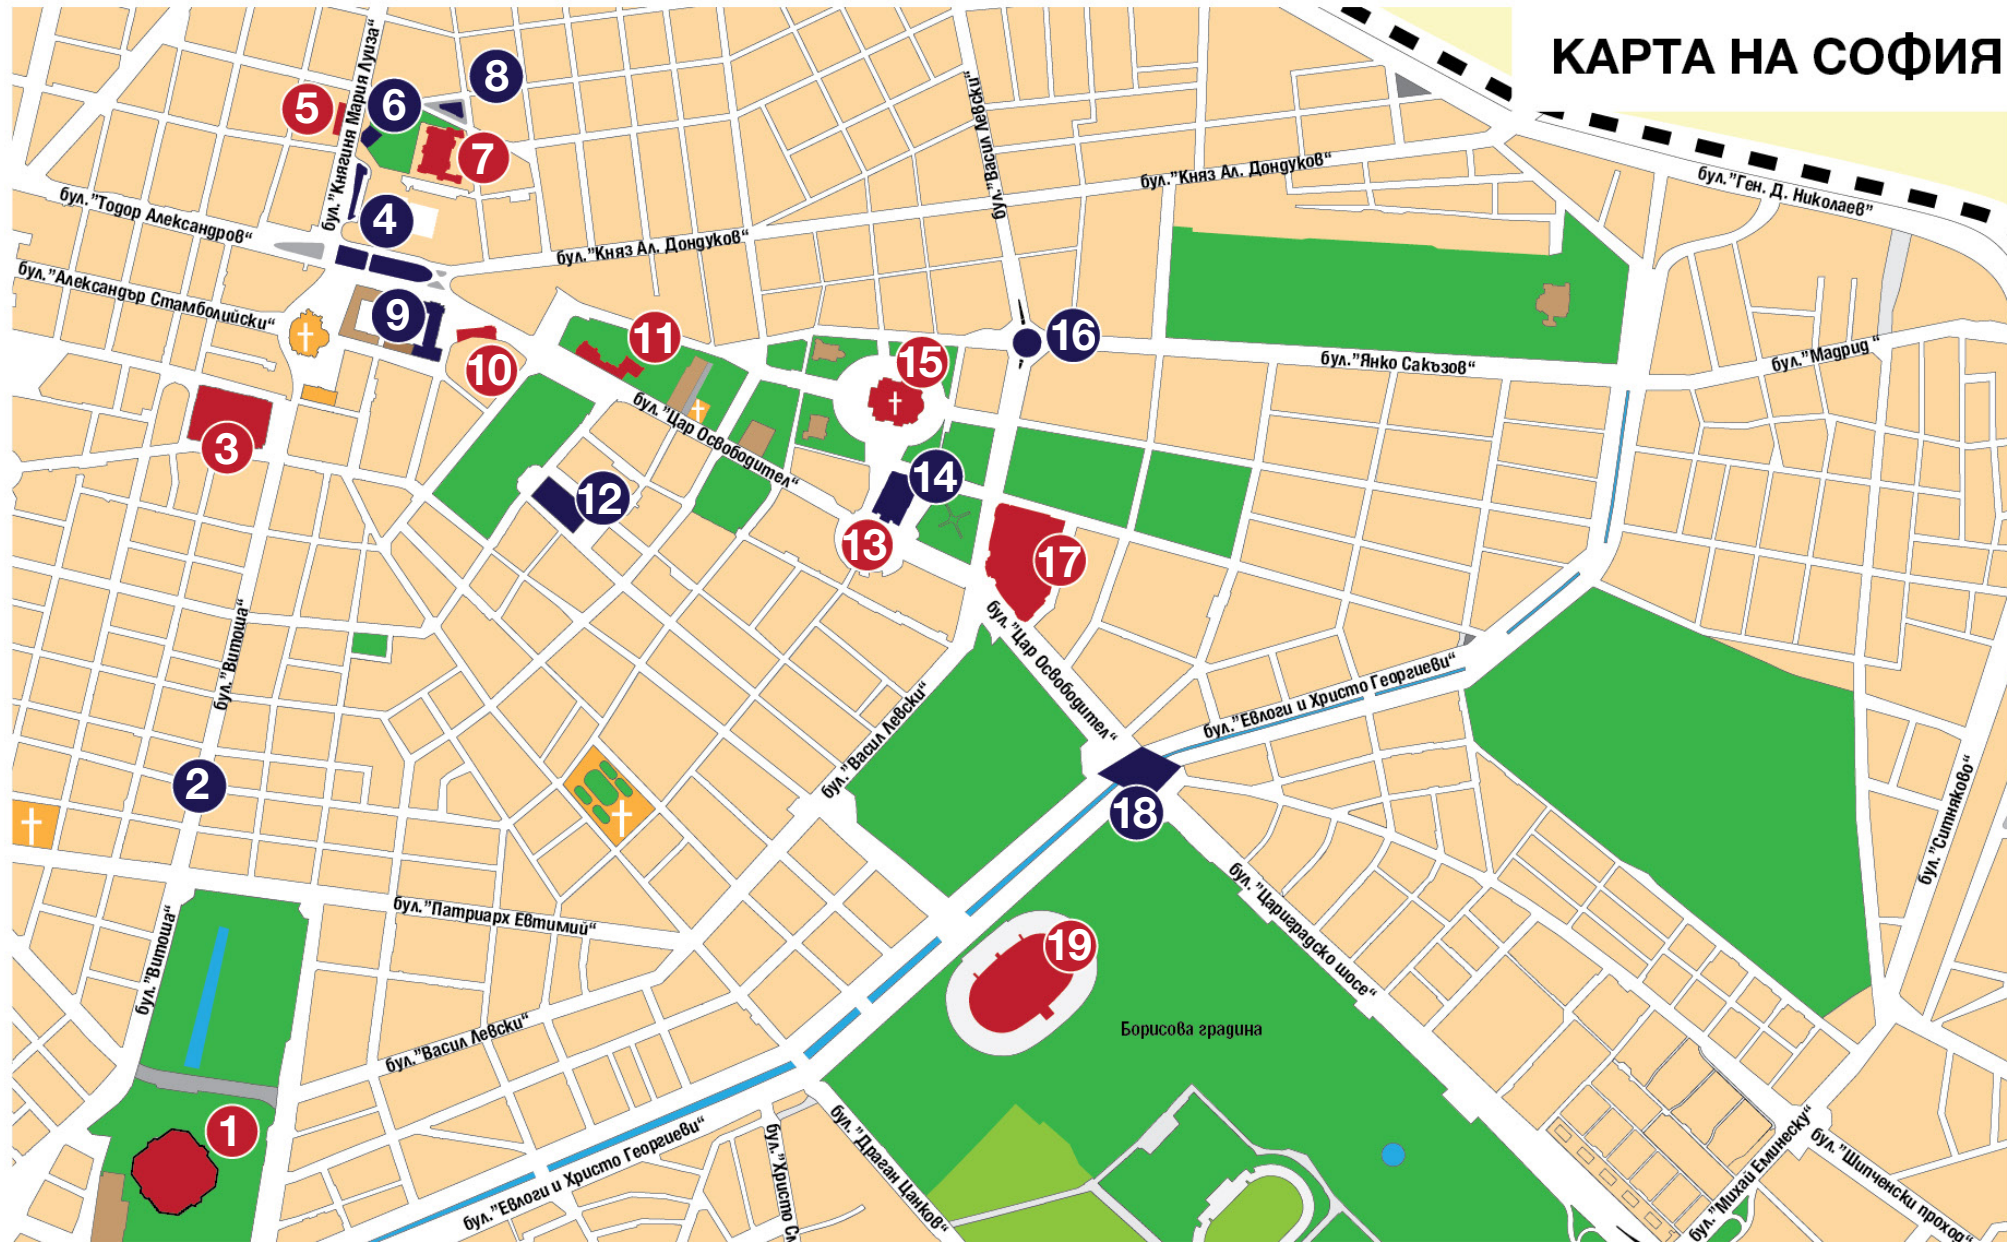 КАРТА НА СОФИЯ
8
6
5
бул."Княгиня Мария Луиза“
7
бул."Васил Левски“
бул."Княз Ал. Дондуков“
бул."Ген. Д. Николаев”
4
бул."Тодор Александров“
бул."Княз Ал. Дондуков“
бул."Александър Стамболийски“
9
11
16
15
10
бул."Янко Сакъзов“
бул."Мадрид “
бул."Цар Освободител“
3
14
12
13
17
бул."Витоша“
бул."Цар Освободител“
бул."Васил Левски“
бул."Евлоги и Христо Георгиеви“
2
18
бул."Ситняково“
бул."Патриарх Евтимий“
бул."Цариградско шосе“
19
бул."Витоша“
Борисова градина
бул."Васил Левски“
1
бул."Евлоги и Христо Георгиеви“
бул."Христо См
бул."Драган Цанков“
бул."Михай Еминеску“
бул."Шипченски проход“